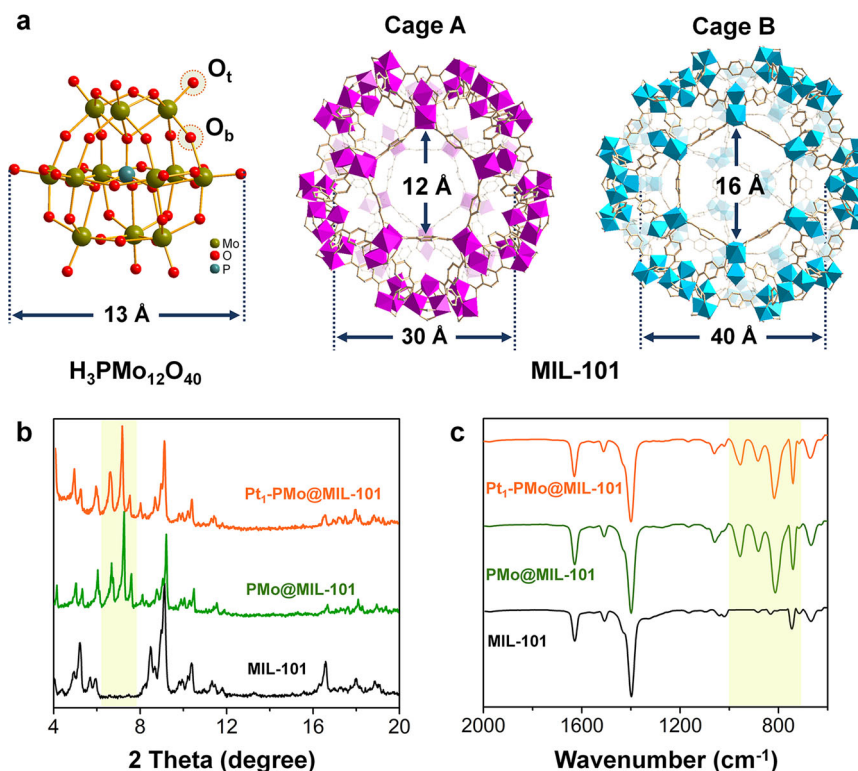 a
Cage A
Cage B
Oₜ
O_b
12 Å
16 Å
Mo
O
P
13 Å
30 Å
40 Å
H₃PMo₁₂O₄₀
MIL-101
b
c
Pt₁-PMo@MIL-101
PMo@MIL-101
MIL-101
4 8 12 16 20
2 Theta (degree)
Pt₁-PMo@MIL-101
PMo@MIL-101
MIL-101
2000 1600 1200 800
Wavenumber (cm⁻¹)